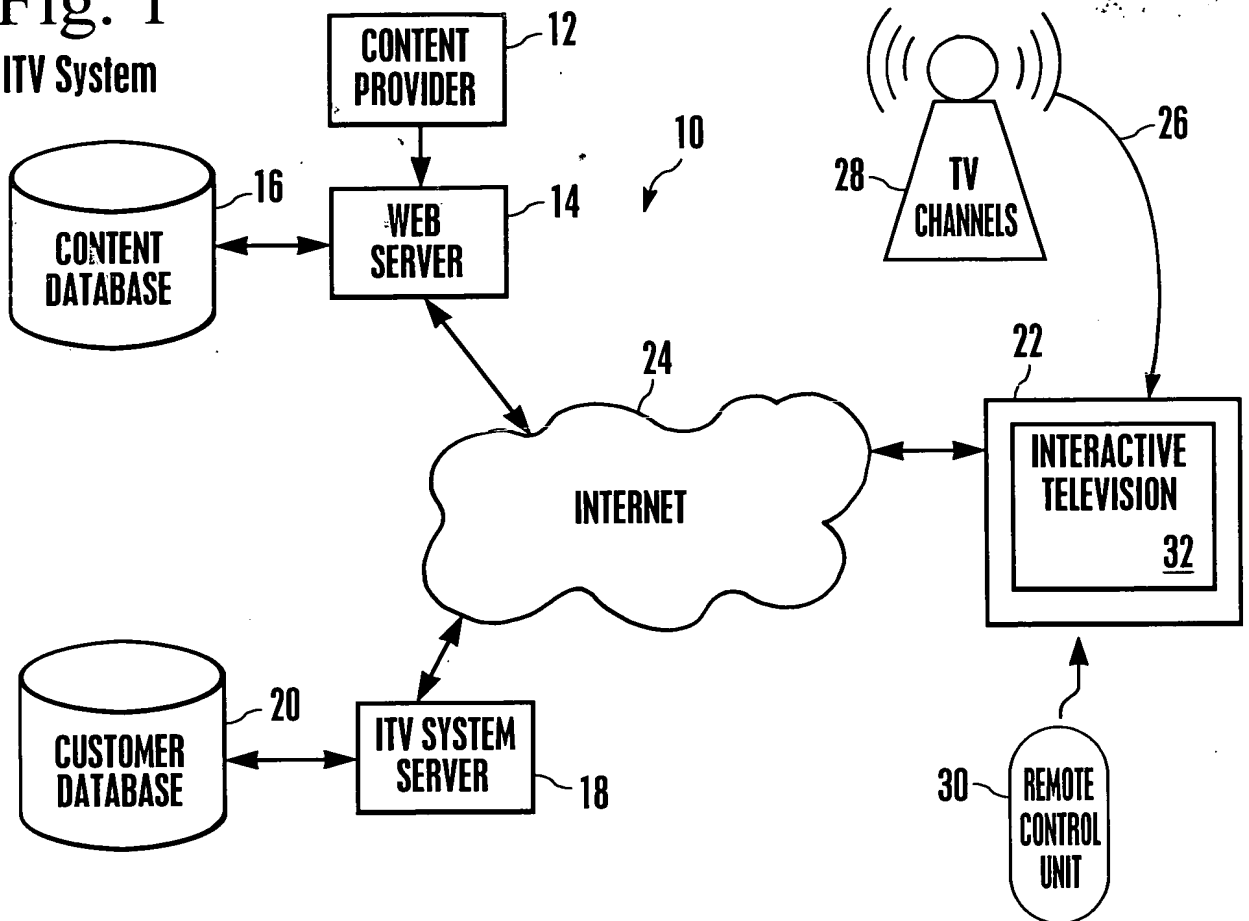 Fig. 1
ITV System
CONTENT
PROVIDER
12
10
26
28
TV
CHANNELS
16
CONTENT
DATABASE
14
WEB
SERVER
24
INTERNET
22
INTERACTIVE
TELEVISION
32
20
CUSTOMER
DATABASE
ITV SYSTEM
SERVER
18
30
REMOTE
CONTROL
UNIT